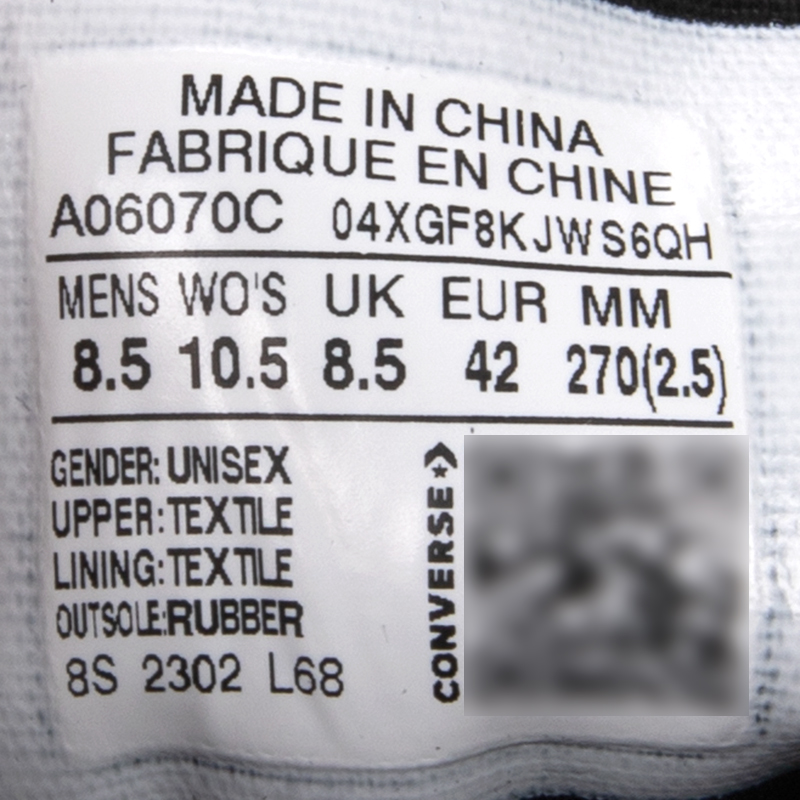 MADE IN CHINA
FABRIQUE EN CHINE
A06070C 04XGF8KJWS6QH
MENS WO'S UK EUR MM
8.5 10.5 8.5 42 270(2.5)
GENDER: UNISEX
UPPER: TEXTILE
LINING: TEXTILE
OUTSOLE: RUBBER
8S 2302 L68
CONVERSE